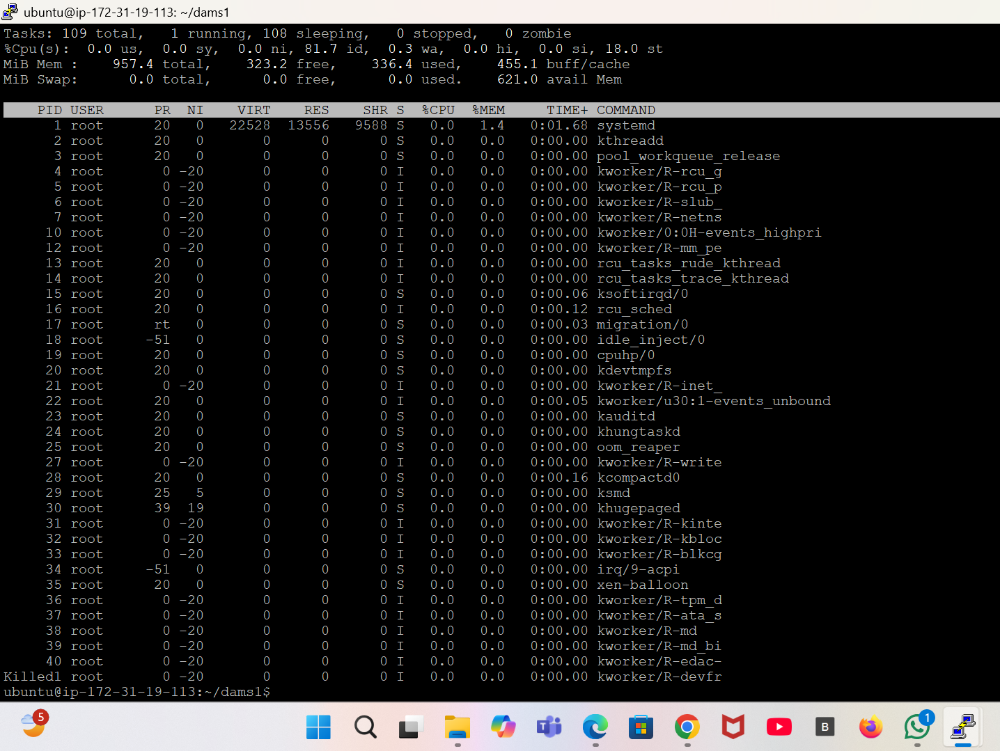 ubuntu@ip-172-31-19-113: ~/dams1
Tasks: 109 total,   1 running, 108 sleeping,   0 stopped,   0 zombie
%Cpu(s):  0.0 us,  0.0 sy,  0.0 ni, 81.7 id,  0.3 wa,  0.0 hi,  0.0 si, 18.0 st
MiB Mem :    957.4 total,    323.2 free,    336.4 used,    455.1 buff/cache
MiB Swap:      0.0 total,      0.0 free,      0.0 used.    621.0 avail Mem
PID USER      PR  NI    VIRT    RES    SHR S  %CPU  %MEM     TIME+ COMMAND
1 root      20   0   22528  13556   9588 S   0.0   1.4   0:01.68 systemd
2 root      20   0       0      0      0 S   0.0   0.0   0:00.00 kthreadd
3 root      20   0       0      0      0 S   0.0   0.0   0:00.00 pool_workqueue_release
4 root       0 -20       0      0      0 I   0.0   0.0   0:00.00 kworker/R-rcu_g
5 root       0 -20       0      0      0 I   0.0   0.0   0:00.00 kworker/R-rcu_p
6 root       0 -20       0      0      0 I   0.0   0.0   0:00.00 kworker/R-slub_
7 root       0 -20       0      0      0 I   0.0   0.0   0:00.00 kworker/R-netns
10 root       0 -20       0      0      0 I   0.0   0.0   0:00.00 kworker/0:0H-events_highpri
12 root       0 -20       0      0      0 I   0.0   0.0   0:00.00 kworker/R-mm_pe
13 root      20   0       0      0      0 I   0.0   0.0   0:00.00 rcu_tasks_rude_kthread
14 root      20   0       0      0      0 I   0.0   0.0   0:00.00 rcu_tasks_trace_kthread
15 root      20   0       0      0      0 S   0.0   0.0   0:00.06 ksoftirqd/0
16 root      20   0       0      0      0 I   0.0   0.0   0:00.12 rcu_sched
17 root      rt   0       0      0      0 S   0.0   0.0   0:00.03 migration/0
18 root     -51   0       0      0      0 S   0.0   0.0   0:00.00 idle_inject/0
19 root      20   0       0      0      0 S   0.0   0.0   0:00.00 cpuhp/0
20 root      20   0       0      0      0 S   0.0   0.0   0:00.00 kdevtmpfs
21 root       0 -20       0      0      0 I   0.0   0.0   0:00.00 kworker/R-inet_
22 root      20   0       0      0      0 I   0.0   0.0   0:00.05 kworker/u30:1-events_unbound
23 root      20   0       0      0      0 S   0.0   0.0   0:00.00 kauditd
24 root      20   0       0      0      0 S   0.0   0.0   0:00.00 khungtaskd
25 root      20   0       0      0      0 S   0.0   0.0   0:00.00 oom_reaper
27 root       0 -20       0      0      0 I   0.0   0.0   0:00.00 kworker/R-write
28 root      20   0       0      0      0 S   0.0   0.0   0:00.16 kcompactd0
29 root      25   5       0      0      0 S   0.0   0.0   0:00.00 ksmd
30 root      39  19       0      0      0 S   0.0   0.0   0:00.00 khugepaged
31 root       0 -20       0      0      0 I   0.0   0.0   0:00.00 kworker/R-kinte
32 root       0 -20       0      0      0 I   0.0   0.0   0:00.00 kworker/R-kbloc
33 root       0 -20       0      0      0 I   0.0   0.0   0:00.00 kworker/R-blkcg
34 root     -51   0       0      0      0 S   0.0   0.0   0:00.00 irq/9-acpi
35 root      20   0       0      0      0 S   0.0   0.0   0:00.00 xen-balloon
36 root       0 -20       0      0      0 I   0.0   0.0   0:00.00 kworker/R-tpm_d
37 root       0 -20       0      0      0 I   0.0   0.0   0:00.00 kworker/R-ata_s
38 root       0 -20       0      0      0 I   0.0   0.0   0:00.00 kworker/R-md
39 root       0 -20       0      0      0 I   0.0   0.0   0:00.00 kworker/R-md_bi
40 root       0 -20       0      0      0 I   0.0   0.0   0:00.00 kworker/R-edac-
Killed1 root       0 -20       0      0      0 I   0.0   0.0   0:00.00 kworker/R-devfr
ubuntu@ip-172-31-19-113:~/dams1$
5
T
B
1